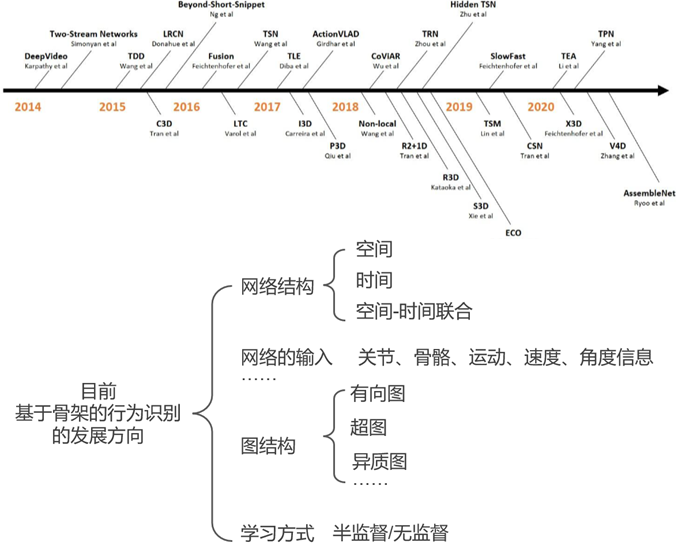 Beyond-Short-Snippet
Ng et al
Hidden TSN
Zhu et al
Two-Stream Networks
Simonyan et al
LRCN
Donahue et al
TSN
Wang et al
ActionVLAD
Girdhar et al
TRN
Zhou et al
TPN
Yang et al
DeepVideo
Karpathy et al
TDD
Wang et al
Fusion
Feichtenhofer et al
TLE
Diba et al
CoViAR
Wu et al
SlowFast
Feichtenhofer et al
TEA
Li et al
2014
2015
2016
2017
2018
2019
2020
C3D
Tran et al
LTC
Varol et al
I3D
Carreira et al
Non-local
Wang et al
TSM
Lin et al
X3D
Feichtenhofer et al
P3D
Qiu et al
R2+1D
Tran et al
CSN
Tran et al
V4D
Zhang et al
R3D
Kataoka et al
AssembleNet
Ryoo et al
S3D
Xie et al
ECO
目前
基于骨架的行为识别
的发展方向
网络结构
空间
时间
空间-时间联合
网络的输入 关节、骨骼、运动、速度、角度信息
……
图结构
有向图
超图
异质图
……
学习方式 半监督/无监督